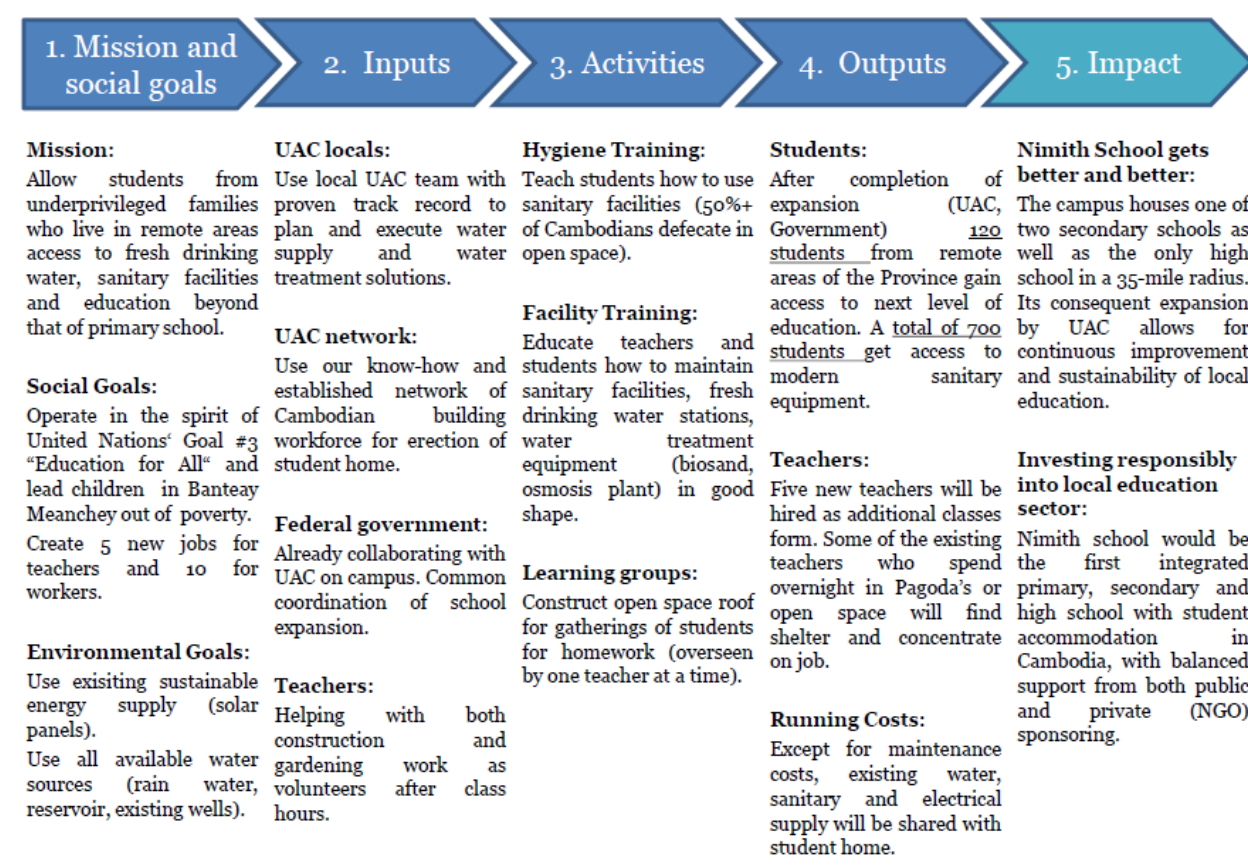 1. Mission and
social goals
2. Inputs
3. Activities
4. Outputs
5. Impact
Mission:
Allow students from
underprivileged families
who live in remote areas
access to fresh drinking
water, sanitary facilities
and education beyond
that of primary school.
Social Goals:
Operate in the spirit of
United Nations‘ Goal #3
“Education for All“ and
lead children in Banteay
Meanchey out of poverty.
Create 5 new jobs for
teachers and 10 for
workers.
Environmental Goals:
Use exisiting sustainable
energy supply (solar
panels).
Use all available water
sources (rain water,
reservoir, existing wells).
UAC locals:
Use local UAC team with
proven track record to
plan and execute water
supply and water
treatment solutions.
UAC network:
Use our know-how and
established network of
Cambodian building
workforce for erection of
student home.
Federal government:
Already collaborating with
UAC on campus. Common
coordination of school
expansion.
Teachers:
Helping with both
construction and
gardening work as
volunteers after class
hours.
Hygiene Training:
Teach students how to use
sanitary facilities (50%+
of Cambodians defecate in
open space).
Facility Training:
Educate teachers and
students how to maintain
sanitary facilities, fresh
drinking water stations,
water treatment
equipment (biosand,
osmosis plant) in good
shape.
Learning groups:
Construct open space roof
for gatherings of students
for homework (overseen
by one teacher at a time).
Students:
After completion of
expansion (UAC,
Government) 120
students from remote
areas of the Province gain
access to next level of
education. A total of 700
students get access to
modern sanitary
equipment.
Teachers:
Five new teachers will be
hired as additional classes
form. Some of the existing
teachers who spend
overnight in Pagoda's or
open space will find
shelter and concentrate
on job.
Running Costs:
Except for maintenance
costs, existing water,
sanitary and electrical
supply will be shared with
student home.
Nimith School gets
better and better:
The campus houses one of
two secondary schools as
well as the only high
school in a 35-mile radius.
Its consequent expansion
by UAC allows for
continuous improvement
and sustainability of local
education.
Investing responsibly
into local education
sector:
Nimith school would be
the first integrated
primary, secondary and
high school with student
accommodation in
Cambodia, with balanced
support from both public
and private (NGO)
sponsoring.